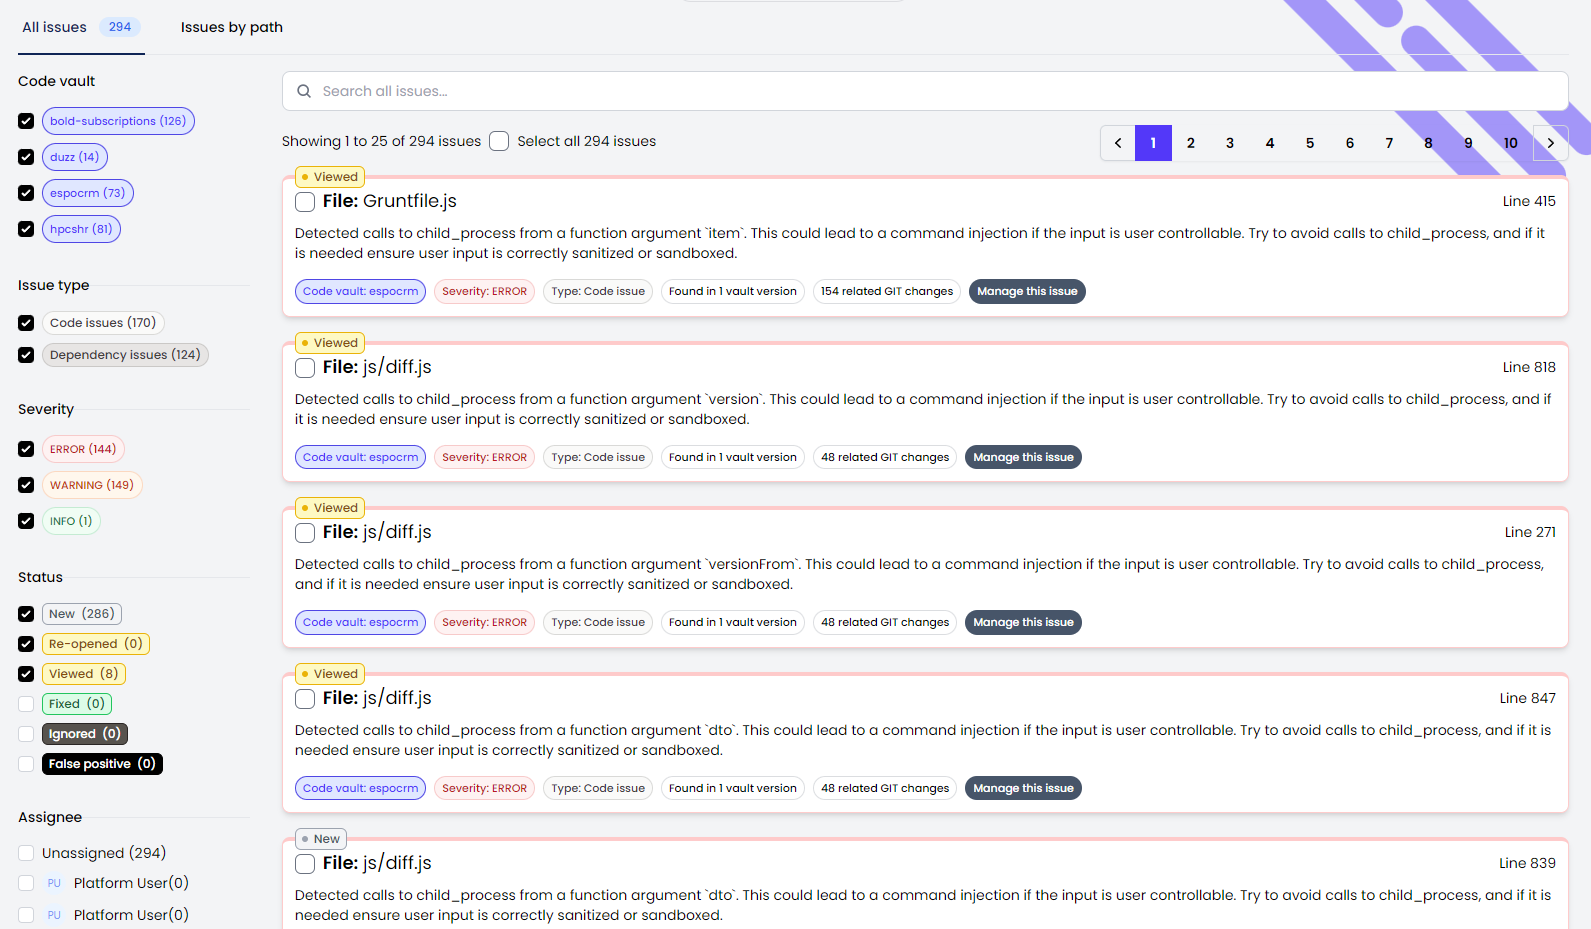 All issues 294 Issues by path
Code vault
bold-subscriptions (126)
duzz (14)
espocrm (73)
hpcshr (81)
Issue type
Code issues (170)
Dependency issues (124)
Severity
ERROR (144)
WARNING (149)
INFO (1)
Status
New (286)
Re-opened (0)
Viewed (8)
Fixed (0)
Ignored (0)
False positive (0)
Assignee
Unassigned (294)
PU Platform User(0)
PU Platform User(0)
Search all issues...
Showing 1 to 25 of 294 issues Select all 294 issues
1 2 3 4 5 6 7 8 9 10
Viewed
File: Gruntfile.js Line 415
Detected calls to child_process from a function argument `item`. This could lead to a command injection if the input is user controllable. Try to avoid calls to child_process, and if it
is needed ensure user input is correctly sanitized or sandboxed.
Code vault: espocrm Severity: ERROR Type: Code issue Found in 1 vault version 154 related GIT changes Manage this issue
Viewed
File: js/diff.js Line 818
Detected calls to child_process from a function argument `version`. This could lead to a command injection if the input is user controllable. Try to avoid calls to child_process, and if
it is needed ensure user input is correctly sanitized or sandboxed.
Code vault: espocrm Severity: ERROR Type: Code issue Found in 1 vault version 48 related GIT changes Manage this issue
Viewed
File: js/diff.js Line 271
Detected calls to child_process from a function argument `versionFrom`. This could lead to a command injection if the input is user controllable. Try to avoid calls to child_process,
and if it is needed ensure user input is correctly sanitized or sandboxed.
Code vault: espocrm Severity: ERROR Type: Code issue Found in 1 vault version 48 related GIT changes Manage this issue
Viewed
File: js/diff.js Line 847
Detected calls to child_process from a function argument `dto`. This could lead to a command injection if the input is user controllable. Try to avoid calls to child_process, and if it is
needed ensure user input is correctly sanitized or sandboxed.
Code vault: espocrm Severity: ERROR Type: Code issue Found in 1 vault version 48 related GIT changes Manage this issue
New
File: js/diff.js Line 839
Detected calls to child_process from a function argument `dto`. This could lead to a command injection if the input is user controllable. Try to avoid calls to child_process, and if it is
needed ensure user input is correctly sanitized or sandboxed.